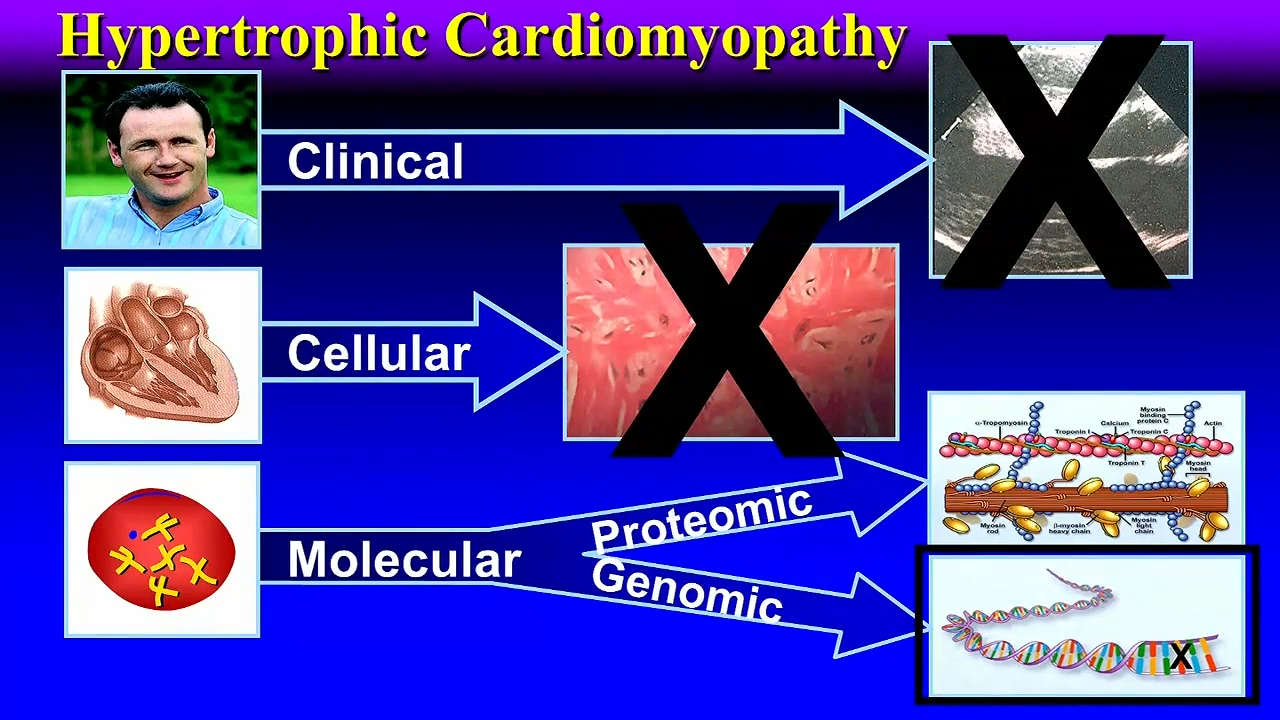 Hypertrophic Cardiomyopathy
Clinical
X
Cellular
X
Molecular
Proteomic
Genomic
α-Tropomyosin
Troponin I
Calcium
Troponin C
Myosin
binding
protein C
Actin
Troponin T
Myosin
head
Myosin
rod
β-myosin
heavy chain
Myosin
light
chain
X